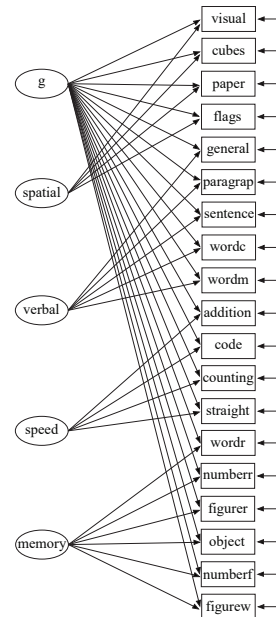 visual
cubes
g
paper
flags
general
paragrap
spatial
sentence
wordc
wordm
verbal
addition
code
counting
straight
speed
wordr
numberr
figurer
object
memory
numberf
figurew